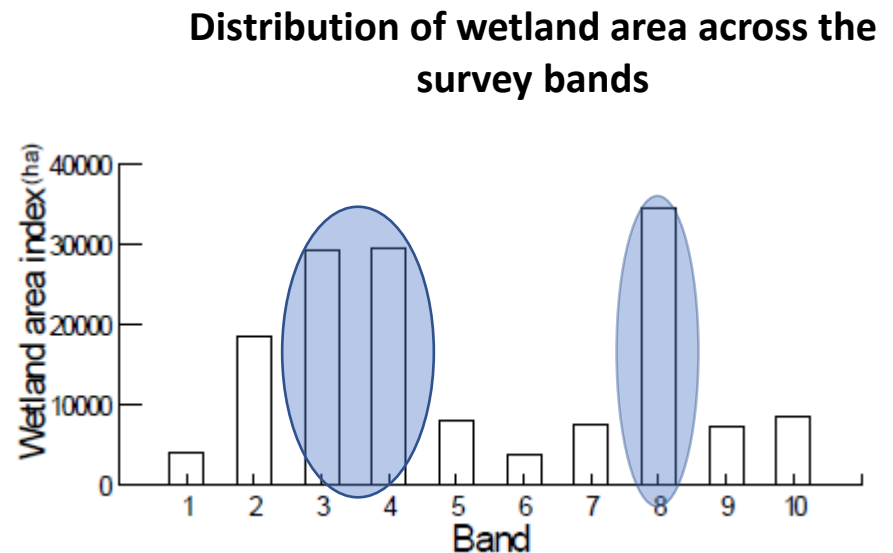 Distribution of wetland area across the
survey bands
Wetland area index (ha)
40000
30000
20000
10000
0
1 2 3 4 5 6 7 8 9 10
Band